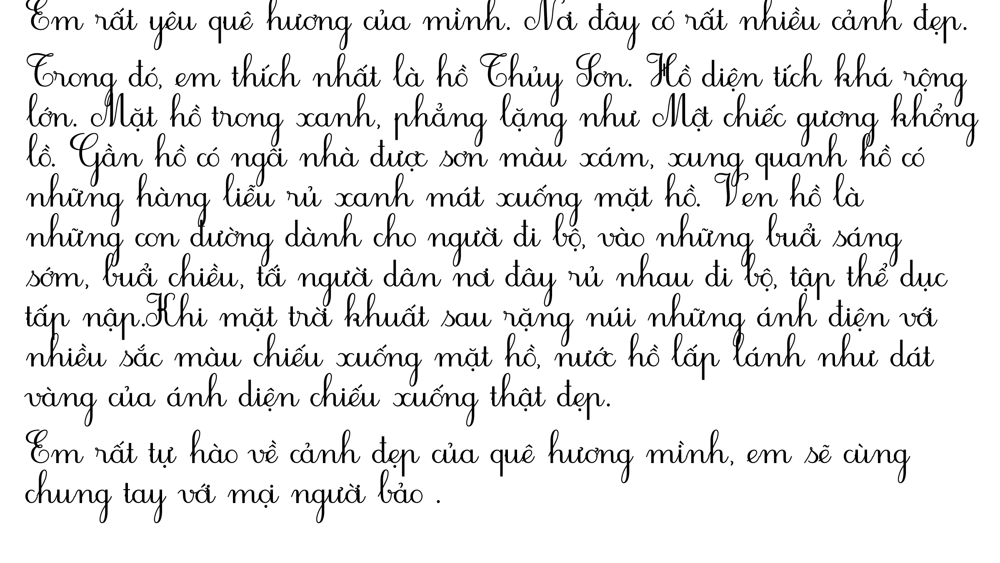 Em rất yêu quê hương của mình. Nơi đây có rất nhiều cảnh đẹp.
Trong đó, em thích nhất là hồ Thủy Sơn. Hồ diện tích khá rộng
lớn. Mặt hồ trong xanh, phẳng lặng như Một chiếc gương khổng
lồ. Gần hồ có ngôi nhà được sơn màu xám, xung quanh hồ có
những hàng liễu rủ xanh mát xuống mặt hồ. Ven hồ là
những con đường dành cho người đi bộ, vào những buổi sáng
sớm, buổi chiều, tối người dân nơi đây rủ nhau đi bộ, tập thể dục
tấp nập.Khi mặt trời khuất sau rặng núi những ánh điện với
nhiều sắc màu chiếu xuống mặt hồ, nước hồ lấp lánh như dát
vàng của ánh diện chiếu xuống thật đẹp.
Em rất tự hào về cảnh đẹp của quê hương mình, em sẽ cùng
chung tay với mọi người bảo .